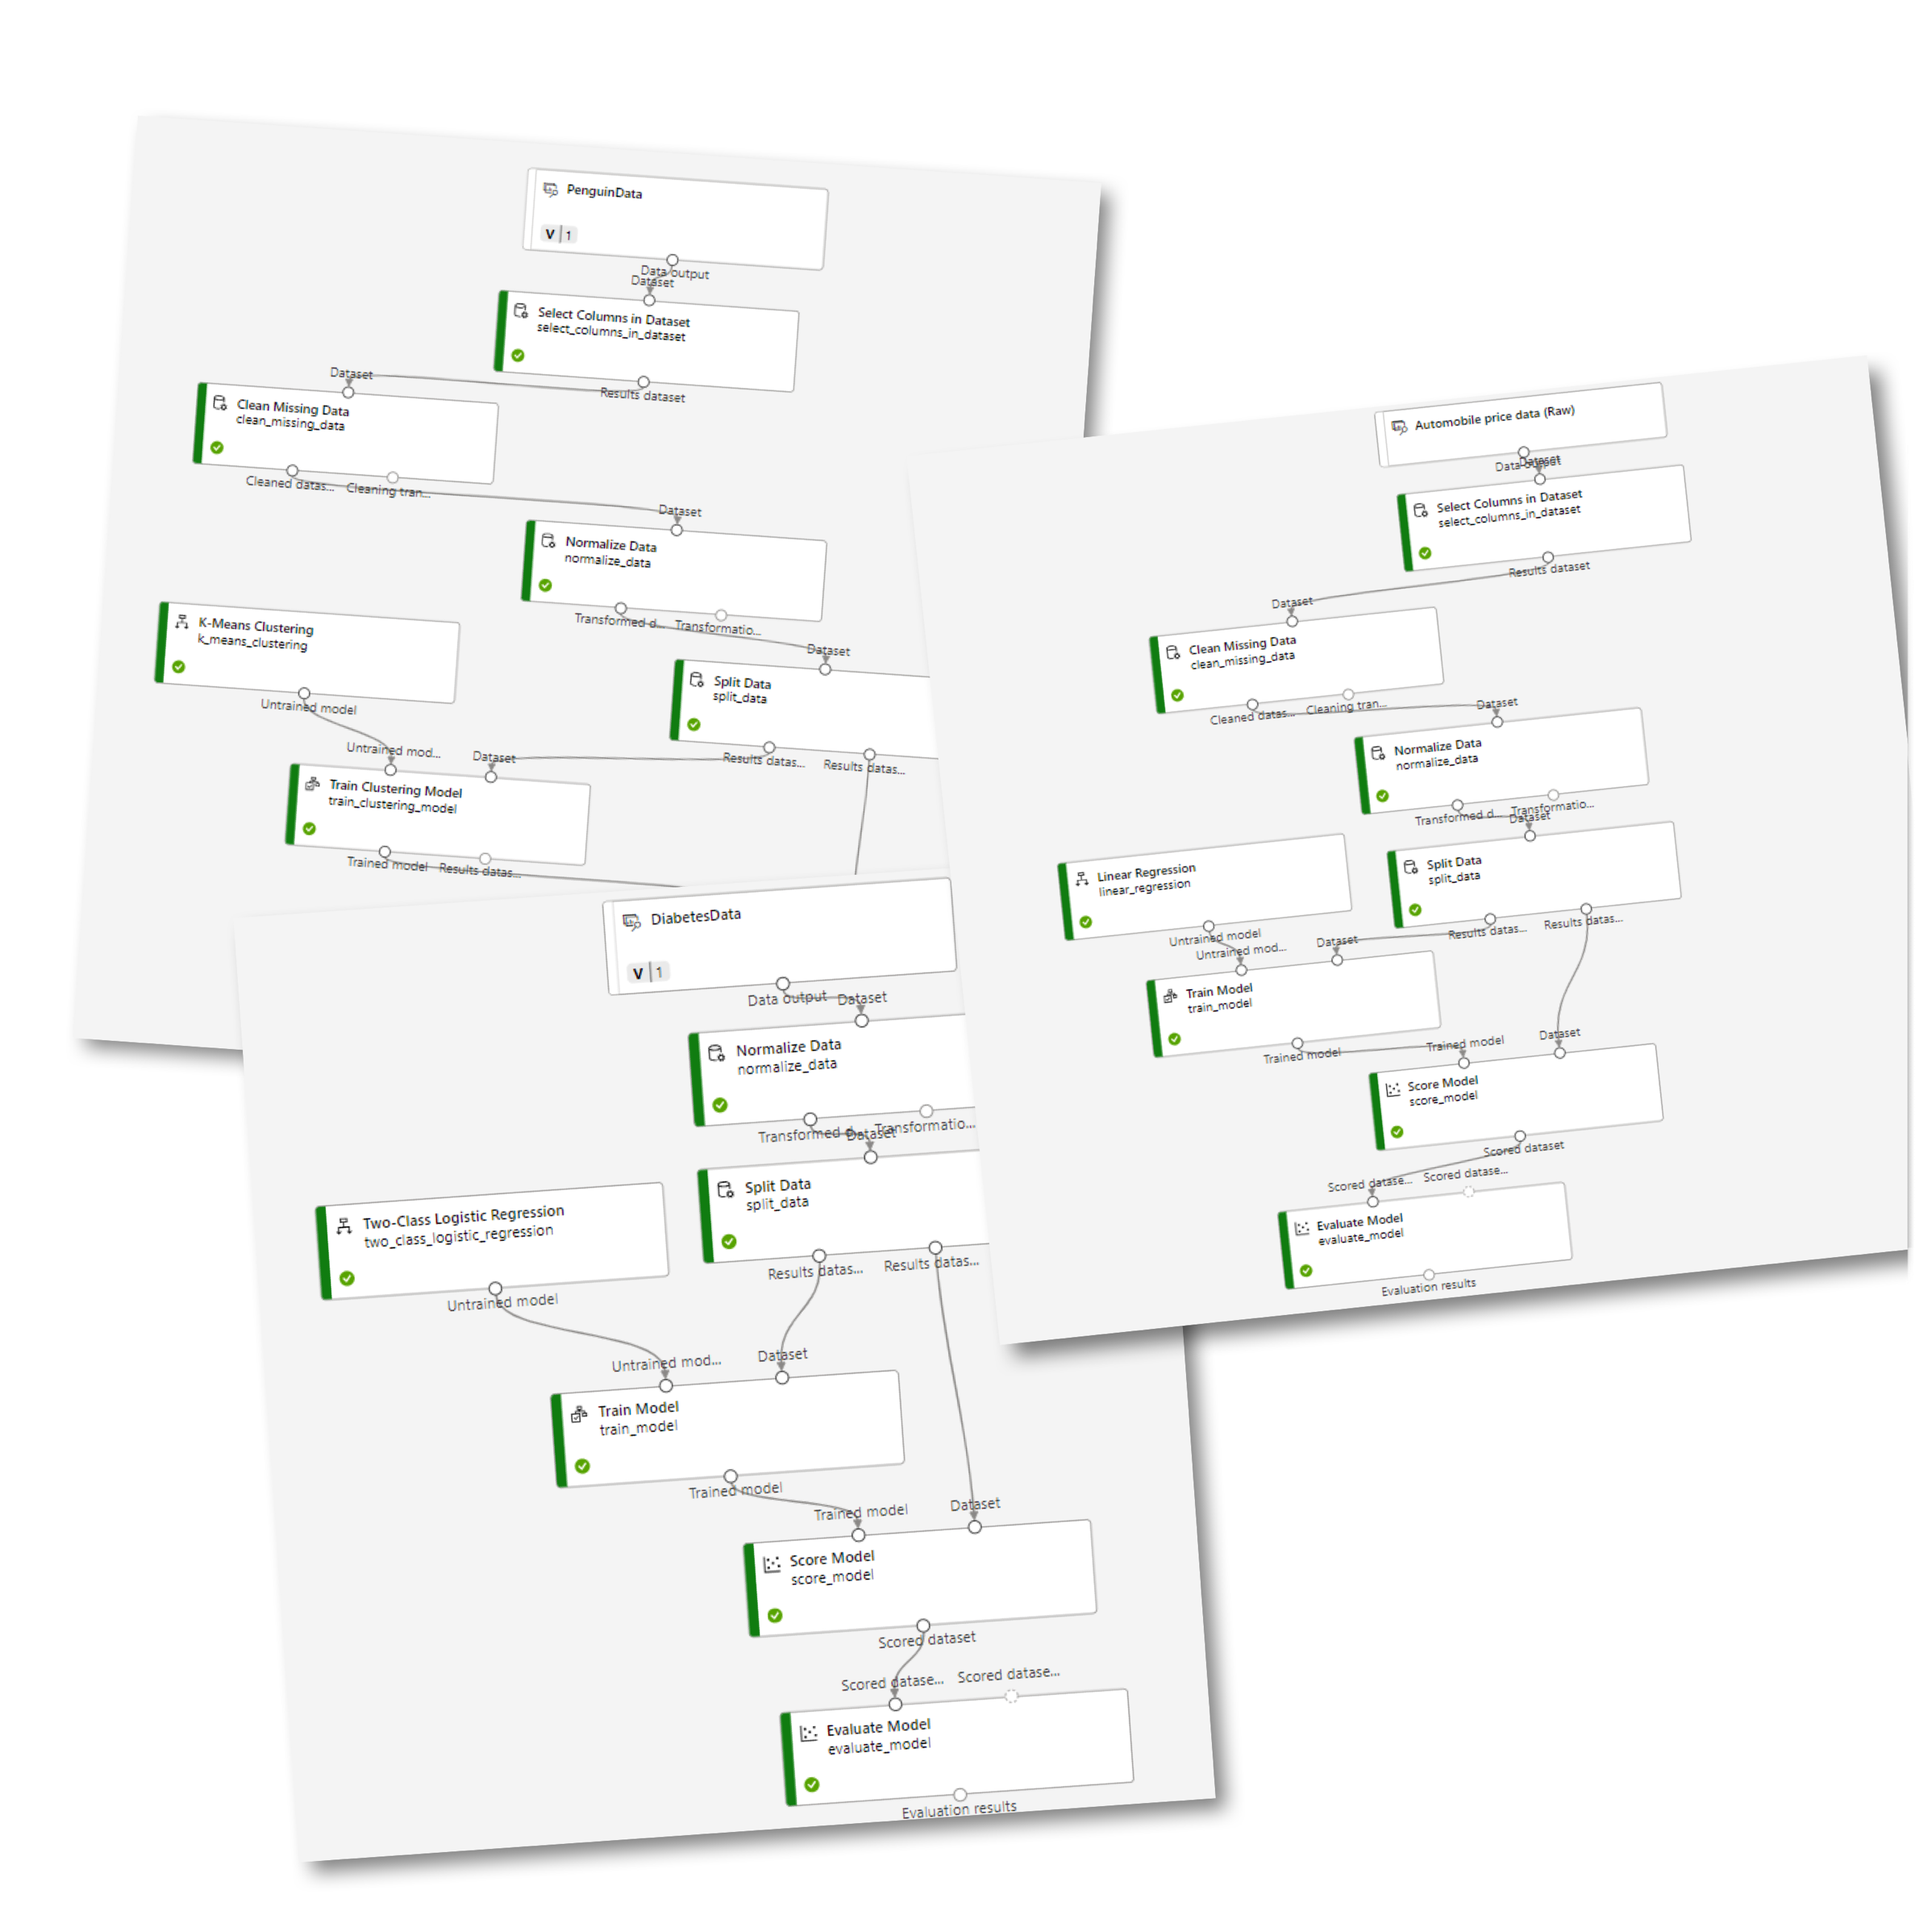 PenguinData
V 1
Data output
Dataset
Select Columns in Dataset
select_columns_in_dataset
Results dataset
Dataset
Clean Missing Data
clean_missing_data
Cleaned datas... Cleaning tran...
Dataset
Normalize Data
normalize_data
Transformed d... Transformatio...
Dataset
K-Means Clustering
k_means_clustering
Untrained model
Split Data
split_data
Results datas... Results datas...
Untrained mod... Dataset
Train Clustering Model
train_clustering_model
Trained model Results datas...
Automobile price data (Raw)
Data output
Dataset
Select Columns in Dataset
select_columns_in_dataset
Results dataset
Dataset
Clean Missing Data
clean_missing_data
Cleaned datas... Cleaning tran...
Dataset
Normalize Data
normalize_data
Transformed d... Transformatio...
Dataset
Split Data
split_data
Results datas... Results datas...
Linear Regression
linear_regression
Untrained model
Untrained mod... Dataset
Train Model
train_model
Trained model
Trained model Dataset
Score Model
score_model
Scored dataset
Scored datase... Scored datase...
Evaluate Model
evaluate_model
Evaluation results
DiabetesData
V 1
Data output Dataset
Normalize Data
normalize_data
Transformed d... Transformatio...
Dataset
Split Data
split_data
Results datas... Results datas...
Two-Class Logistic Regression
two_class_logistic_regression
Untrained model
Untrained mod... Dataset
Train Model
train_model
Trained model
Trained model Dataset
Score Model
score_model
Scored dataset
Scored datase... Scored datase...
Evaluate Model
evaluate_model
Evaluation results